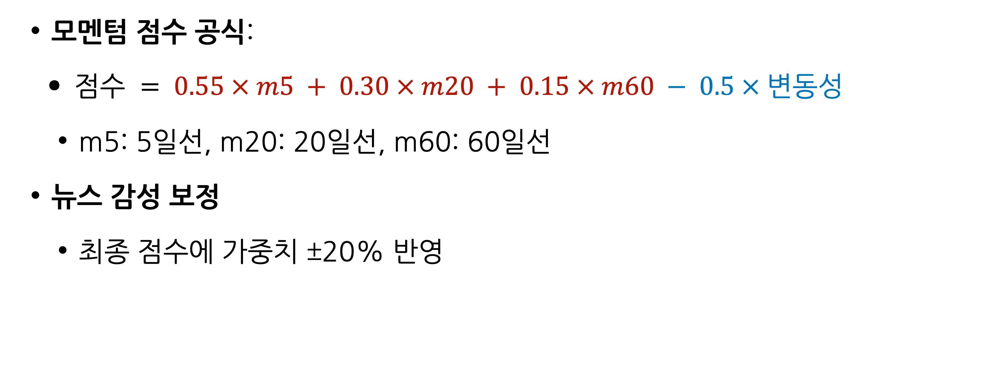 • 모멘텀 점수 공식:
• 점수 = 0.55 × m5 + 0.30 × m20 + 0.15 × m60 − 0.5 × 변동성
• m5: 5일선, m20: 20일선, m60: 60일선
• 뉴스 감성 보정
• 최종 점수에 가중치 ±20% 반영